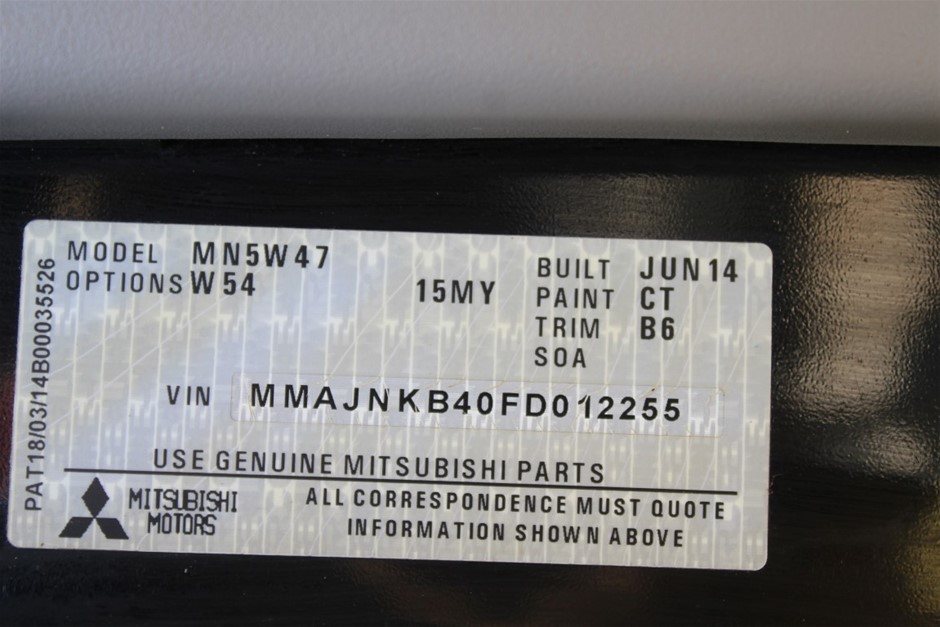 MODEL MN5W47
OPTIONS W54
15MY
BUILT JUN14
PAINT CT
TRIM B6
SOA
VIN MMAJNKB40FD012255
USE GENUINE MITSUBISHI PARTS
MITSUBISHI
MOTORS
ALL CORRESPONDENCE MUST QUOTE
INFORMATION SHOWN ABOVE
PAT18/03/14B00035526